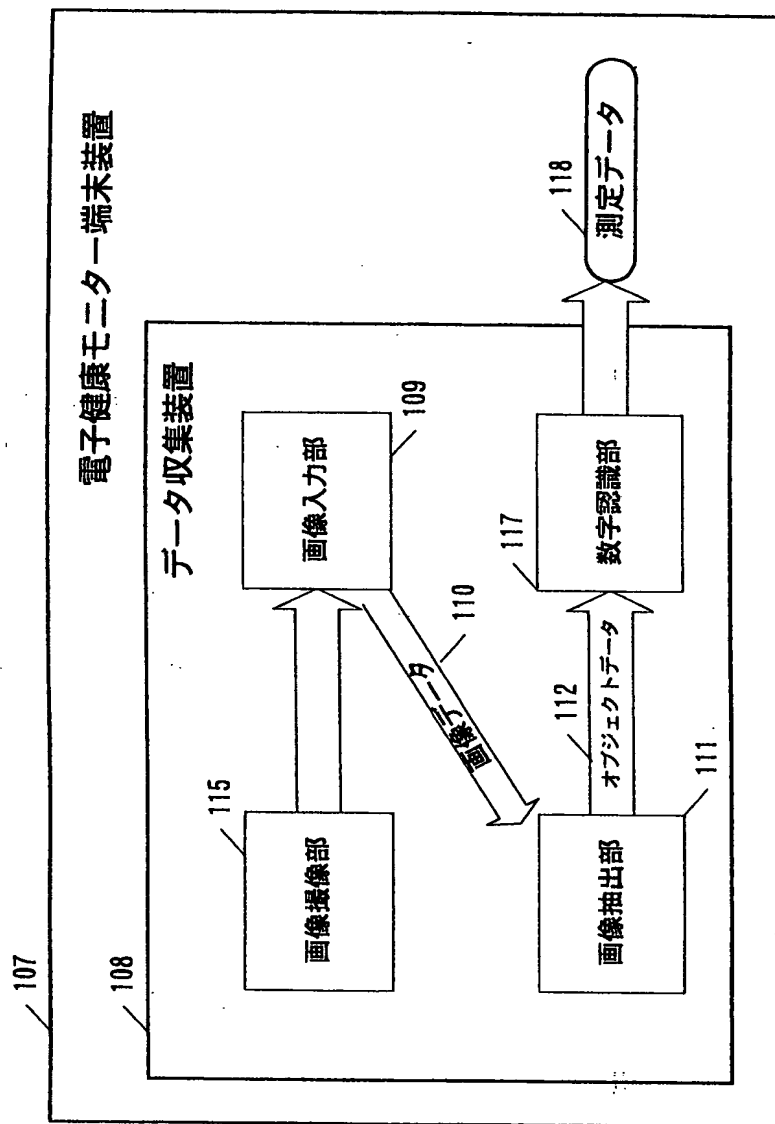 107
電子健康モニター端末装置
108
データ収集装置
115
画像撮像部
画像入力部
109
画像データ
110
画像抽出部
111
112
オブジェクトデータ
117
数字認識部
118
測定データ